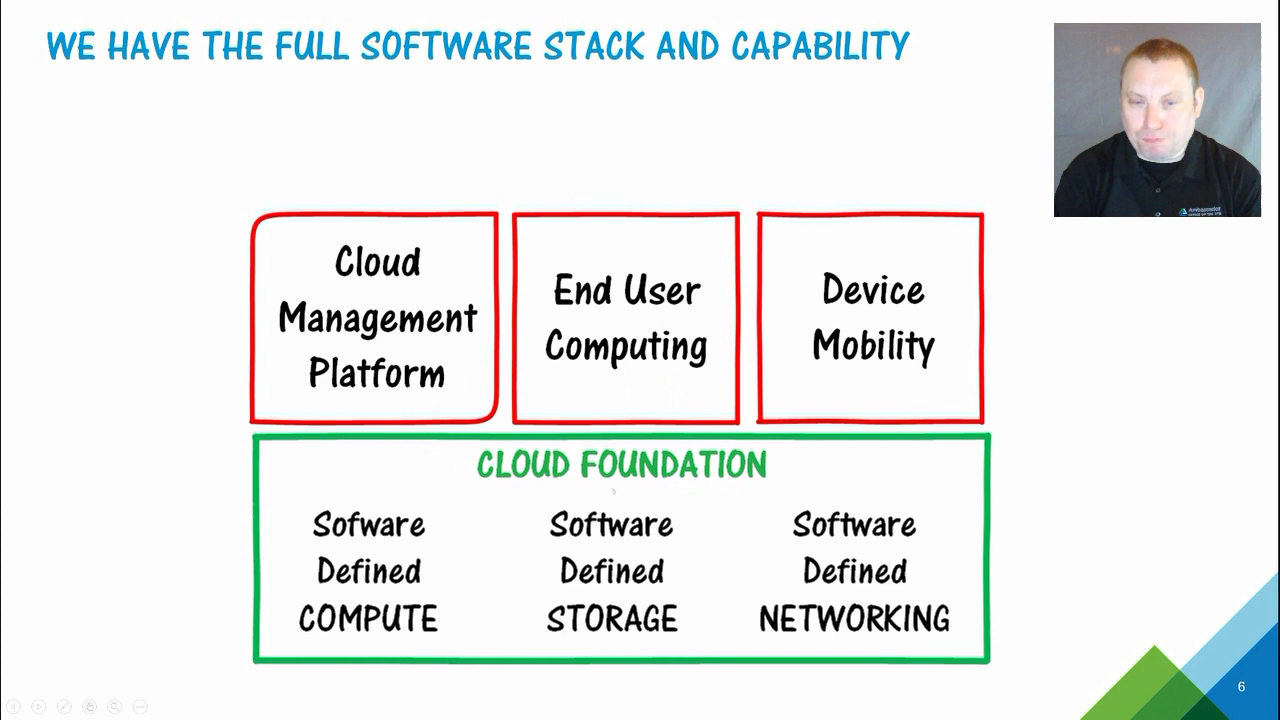 WE HAVE THE FULL SOFTWARE STACK AND CAPABILITY
Cloud
Management
Platform
End User
Computing
Device
Mobility
CLOUD FOUNDATION
Sofware
Defined
COMPUTE
Software
Defined
STORAGE
Software
Defined
NETWORKING
Ambassador
6